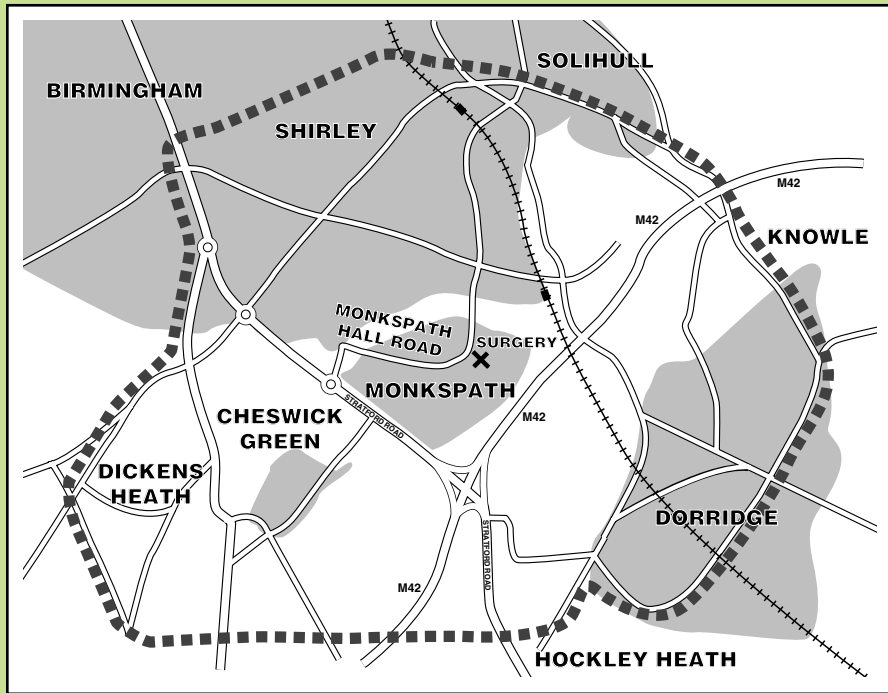 SOLIHULL
BIRMINGHAM
SHIRLEY
M42
M42
KNOWLE
MONKSPATH
HALL ROAD
SURGERY
MONKSPATH
STRATFORD ROAD
CHESWICK
GREEN
M42
DICKENS
HEATH
DORRIDGE
STRATFORD ROAD
M42
HOCKLEY HEATH